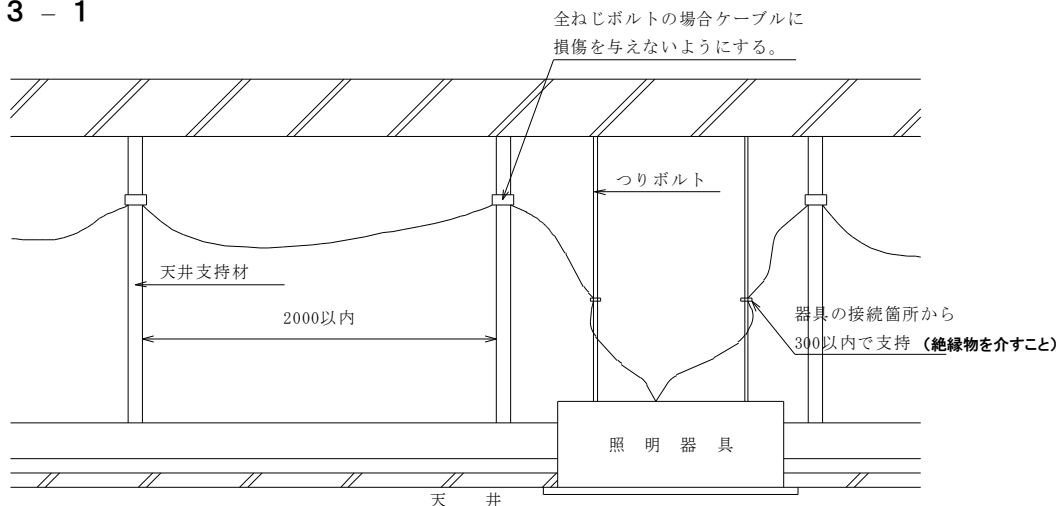 3 － 1
全ねじボルトの場合ケーブルに
損傷を与えないようにする。
つりボルト
天井支持材
2000以内
器具の接続箇所から
300以内で支持 (絶縁物を介すこと)
照 明 器 具
天 井